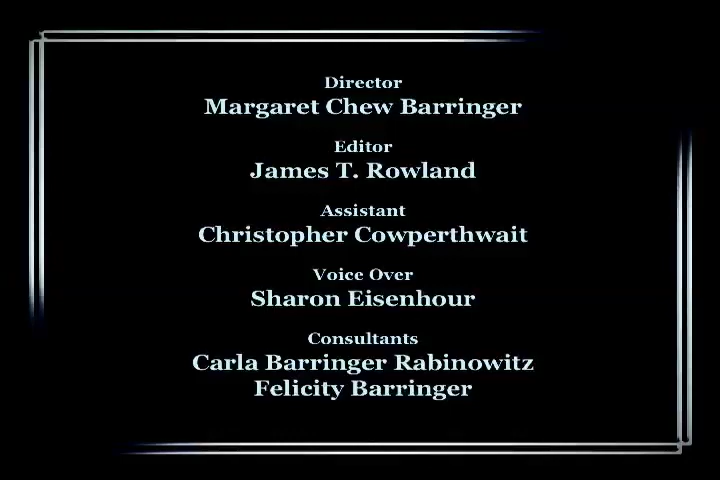 Director
Margaret Chew Barringer
Editor
James T. Rowland
Assistant
Christopher Cowperthwait
Voice Over
Sharon Eisenhour
Consultants
Carla Barringer Rabinowitz
Felicity Barringer